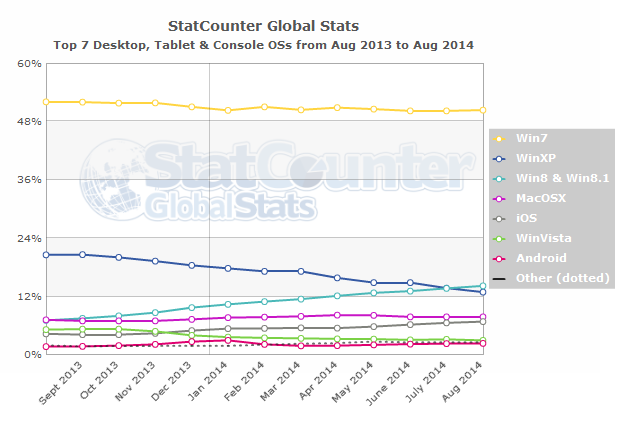 StatCounter Global Stats
Top 7 Desktop, Tablet & Console OSs from Aug 2013 to Aug 2014
60%
48%
36%
24%
12%
0%
StatCounter
GlobalStats
Win7
WinXP
Win8 & Win8.1
MacOSX
iOS
WinVista
Android
Other (dotted)
Sept 2013
Oct 2013
Nov 2013
Dec 2013
Jan 2014
Feb 2014
Mar 2014
Apr 2014
May 2014
June 2014
July 2014
Aug 2014